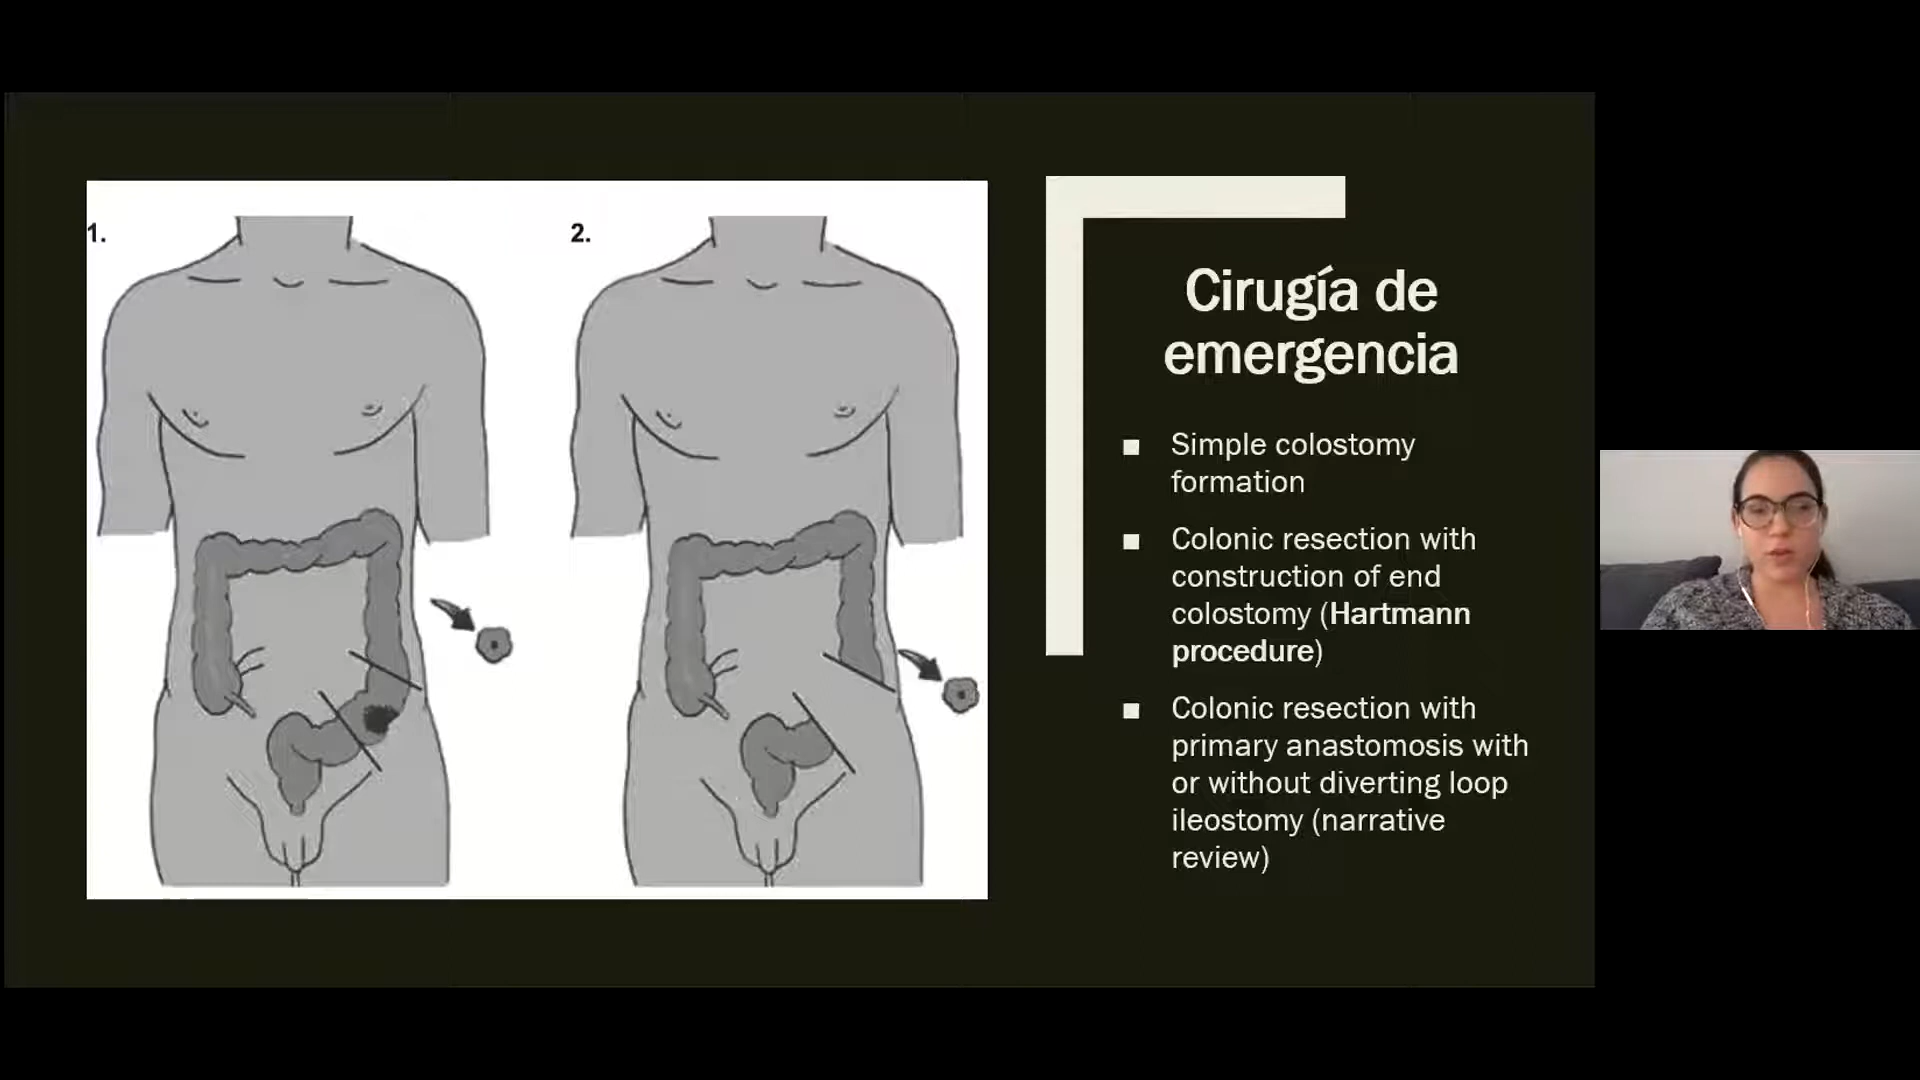 1.
2.
Cirugía de
emergencia
■ Simple colostomy
formation
■ Colonic resection with
construction of end
colostomy (Hartmann
procedure)
■ Colonic resection with
primary anastomosis with
or without diverting loop
ileostomy (narrative
review)